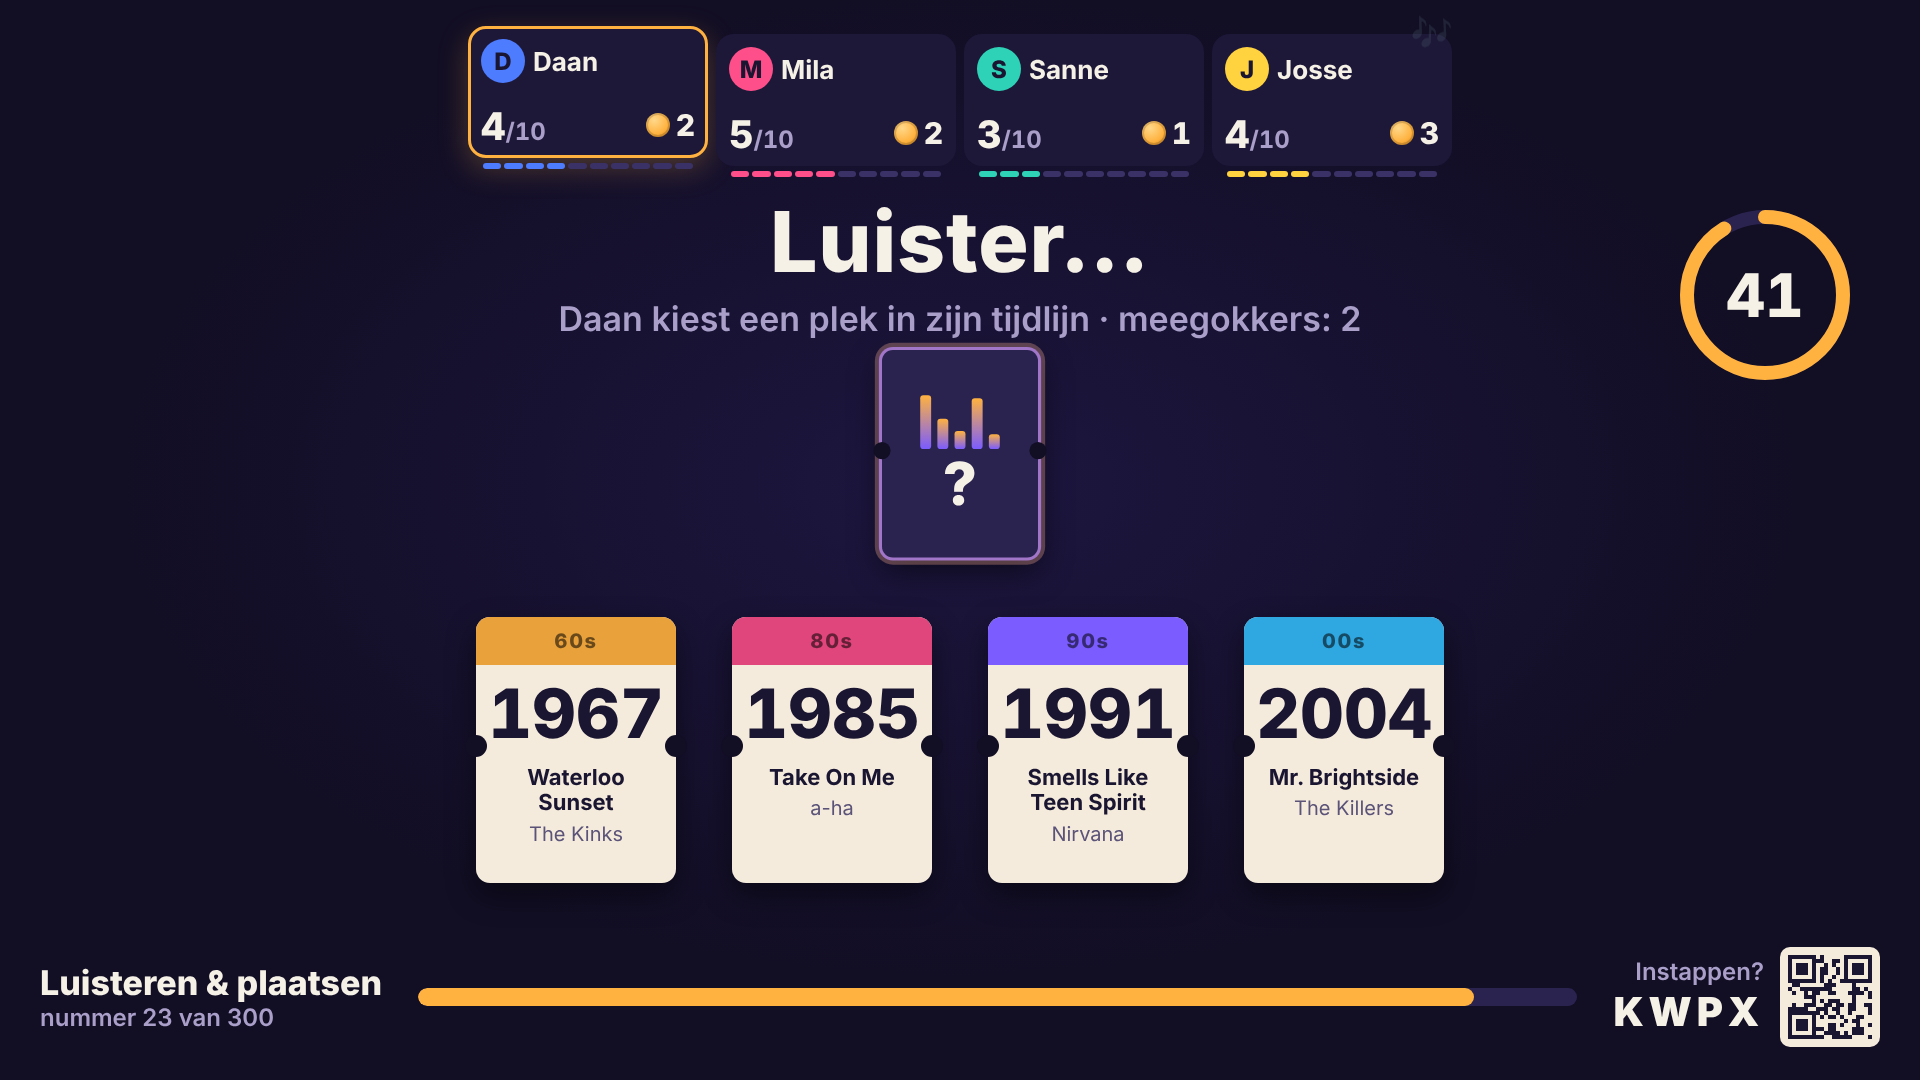 D Daan
4/10 2
M Mila
5/10 2
S Sanne
3/10 1
J Josse
4/10 3
Luister...
Daan kiest een plek in zijn tijdlijn · meegokkers: 2
41
?
60s
1967
Waterloo
Sunset
The Kinks
80s
1985
Take On Me
a-ha
90s
1991
Smells Like
Teen Spirit
Nirvana
00s
2004
Mr. Brightside
The Killers
Luisteren & plaatsen
nummer 23 van 300
Instappen?
KWPX